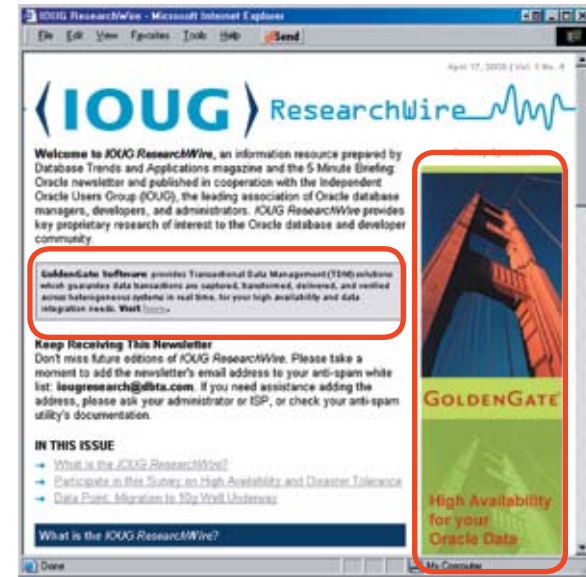 IOUG ResearchWire - Microsoft Internet Explorer
File Edit View Favorites Tools Help Send
April 17, 2005 | Vol. 1 No. 4
(IOUG) ResearchWire
Welcome to IOUG ResearchWire, an information resource prepared by
Database Trends and Applications magazine and the 5 Minute Briefing:
Oracle newsletter and published in cooperation with the Independent
Oracle Users Group (IOUG), the leading association of Oracle database
managers, developers, and administrators. IOUG ResearchWire provides
key proprietary research of interest to the Oracle database and developer
community.
GoldenGate Software provides Transactional Data Management (TDM) solutions
which guarantee data transactions are captured, transformed, delivered, and verified
across heterogeneous systems in real time, for your high availability and data
integration needs. Visit here.
Keep Receiving This Newsletter
Don't miss future editions of IOUG ResearchWire. Please take a
moment to add the newsletter's email address to your anti-spam white
list: iougresearch@dbta.com. If you need assistance adding the
address, please ask your administrator or ISP, or check your anti-spam
utility's documentation.
IN THIS ISSUE
→ What is the IOUG ResearchWire?
→ Participate in this Survey on High Availability and Disaster Tolerance
→ Data Point: Migration to 10g Well Underway
What is the IOUG ResearchWire?
GOLDENGATE
High Availability
for your
Oracle Data
Done
My Computer